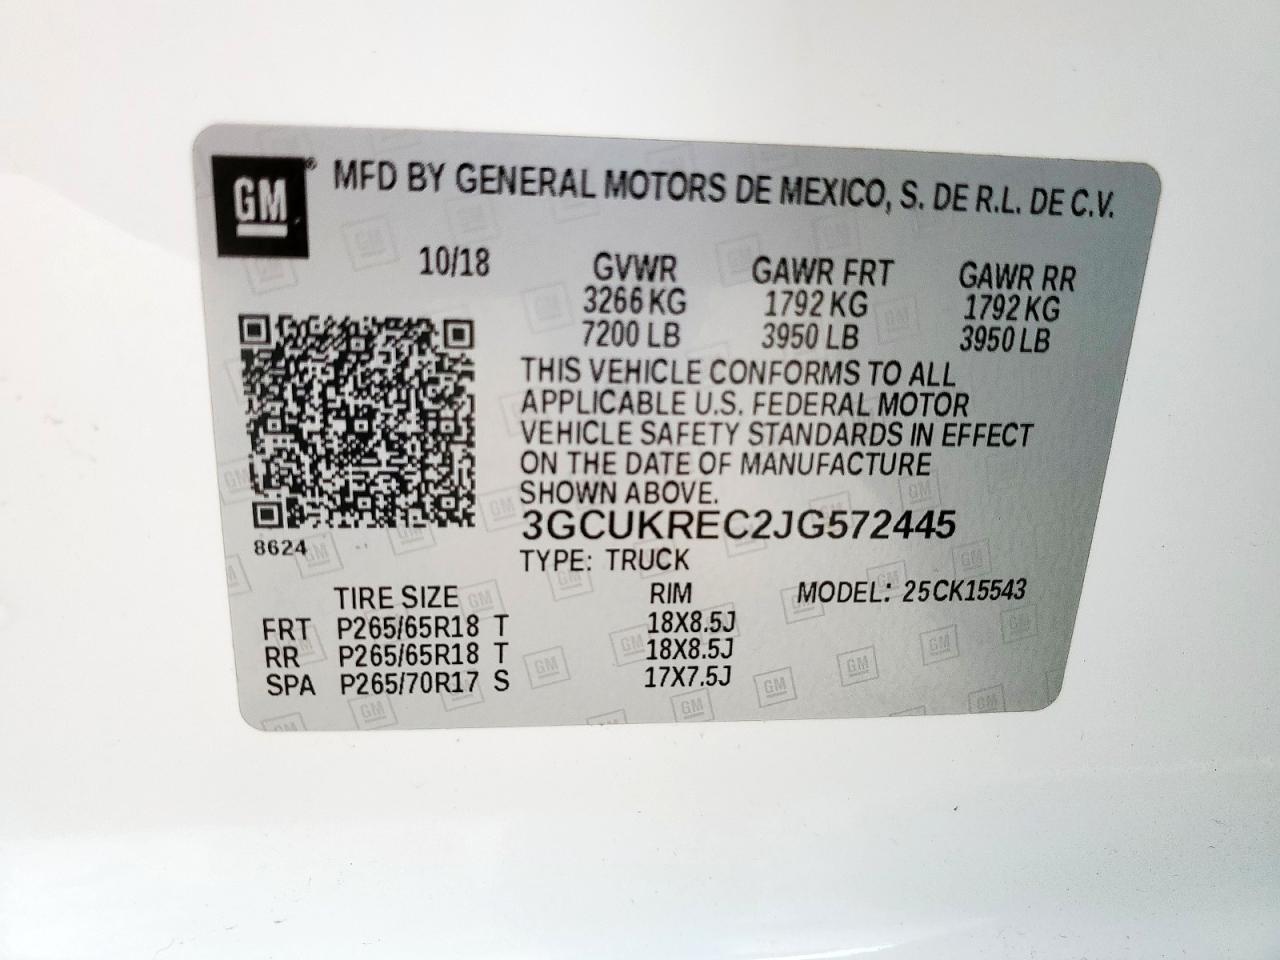 GM® MFD BY GENERAL MOTORS DE MEXICO, S. DE R.L. DE C.V.
10/18 GVWR GAWR FRT GAWR RR
3266 KG 1792 KG 1792 KG
7200 LB 3950 LB 3950 LB
THIS VEHICLE CONFORMS TO ALL
APPLICABLE U.S. FEDERAL MOTOR
VEHICLE SAFETY STANDARDS IN EFFECT
ON THE DATE OF MANUFACTURE
SHOWN ABOVE.
3GCUKREC2JG572445
8624
TYPE: TRUCK
TIRE SIZE RIM MODEL: 25CK15543
FRT P265/65R18 T 18X8.5J
RR P265/65R18 T 18X8.5J
SPA P265/70R17 S 17X7.5J